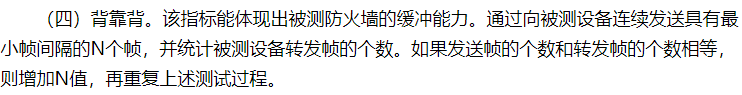 （四）背靠背。该指标能体现出被测防火墙的缓冲能力。通过向被测设备连续发送具有最
小帧间隔的N个帧，并统计被测设备转发帧的个数。如果发送帧的个数和转发帧的个数相等，
则增加N值，再重复上述测试过程。